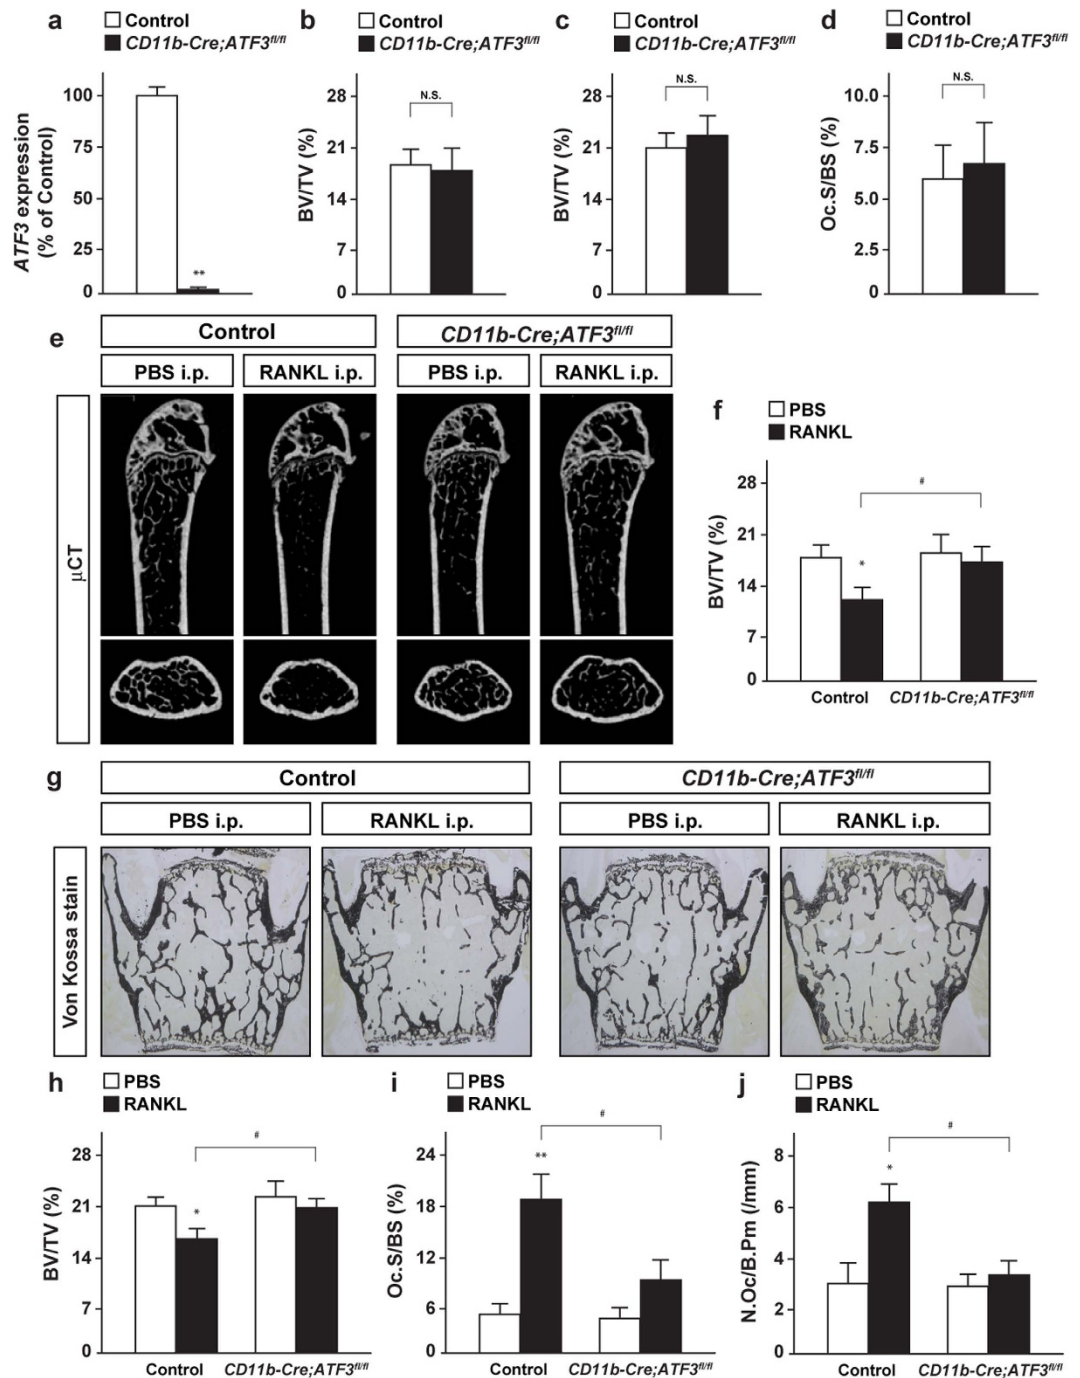 a
Control
CD11b-Cre;ATF3fl/fl
ATF3 expression
(% of Control)
100
75
50
25
0
**
b
Control
CD11b-Cre;ATF3fl/fl
BV/TV (%)
28
21
14
7
0
N.S.
c
Control
CD11b-Cre;ATF3fl/fl
BV/TV (%)
28
21
14
7
0
N.S.
d
Control
CD11b-Cre;ATF3fl/fl
Oc.S/BS (%)
10.0
7.5
5.0
2.5
0
N.S.
e
Control
CD11b-Cre;ATF3fl/fl
PBS i.p.
RANKL i.p.
PBS i.p.
RANKL i.p.
µCT
f
PBS
RANKL
BV/TV (%)
28
21
14
7
0
*
#
Control
CD11b-Cre;ATF3fl/fl
g
Control
CD11b-Cre;ATF3fl/fl
PBS i.p.
RANKL i.p.
PBS i.p.
RANKL i.p.
Von Kossa stain
h
PBS
RANKL
BV/TV (%)
28
21
14
7
0
*
#
Control
CD11b-Cre;ATF3fl/fl
i
PBS
RANKL
Oc.S/BS (%)
24
18
12
6
0
**
#
Control
CD11b-Cre;ATF3fl/fl
j
PBS
RANKL
N.Oc/B.Pm (/mm)
8
6
4
2
0
*
#
Control
CD11b-Cre;ATF3fl/fl